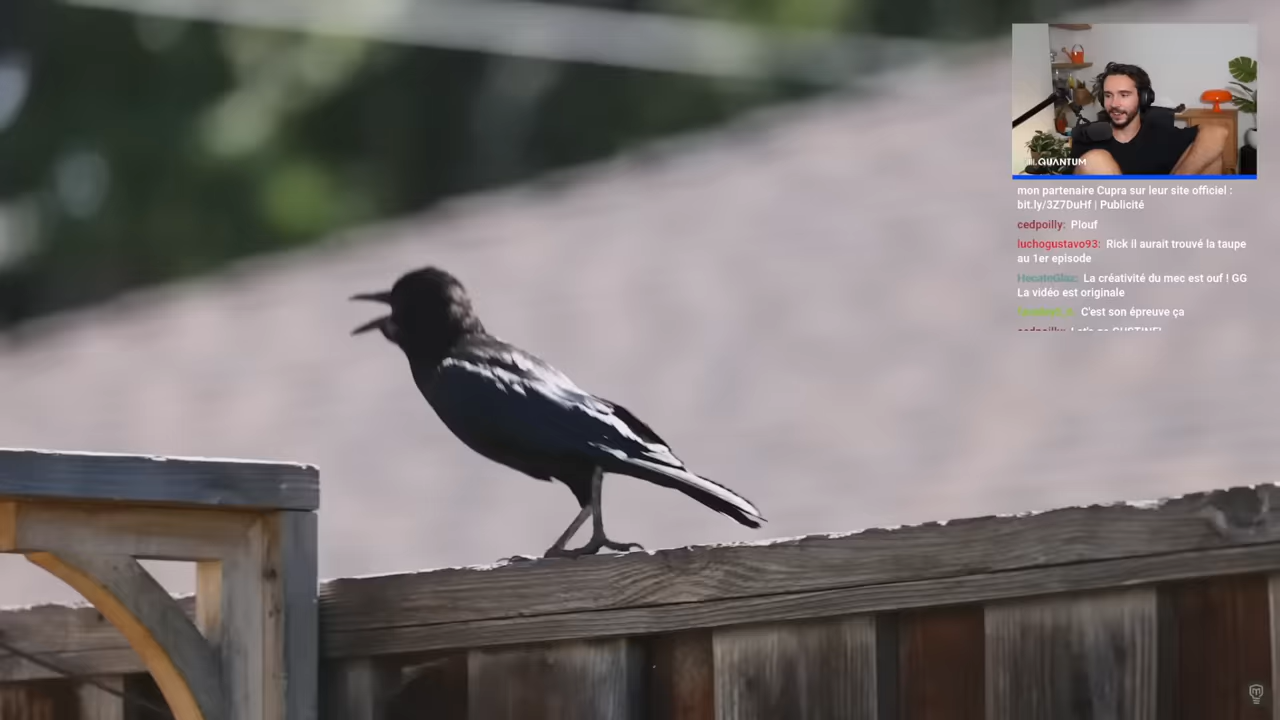 QUANTUM
mon partenaire Cupra sur leur site officiel :
bit.ly/3Z7DuHf | Publicité
cedpoilly: Plouf
luchogustavo93: Rick il aurait trouvé la taupe
au 1er episode
La créativité du mec est ouf ! GG
La vidéo est originale
C'est son épreuve ça